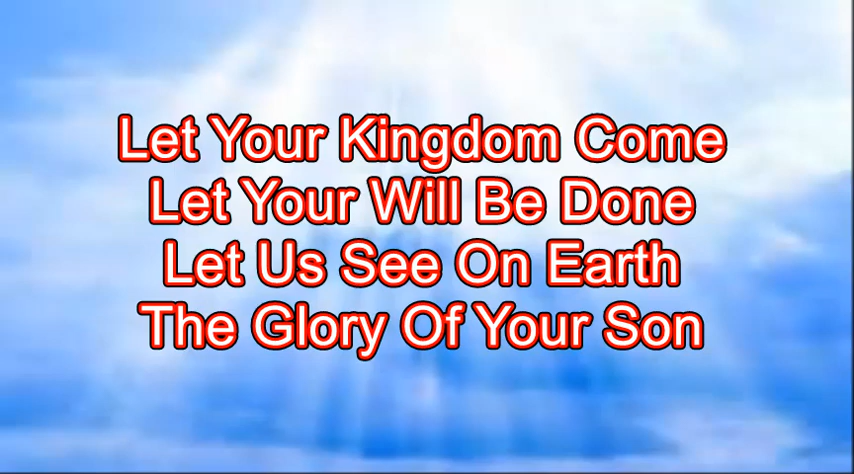 Let Your Kingdom Come
Let Your Will Be Done
Let Us See On Earth
The Glory Of Your Son